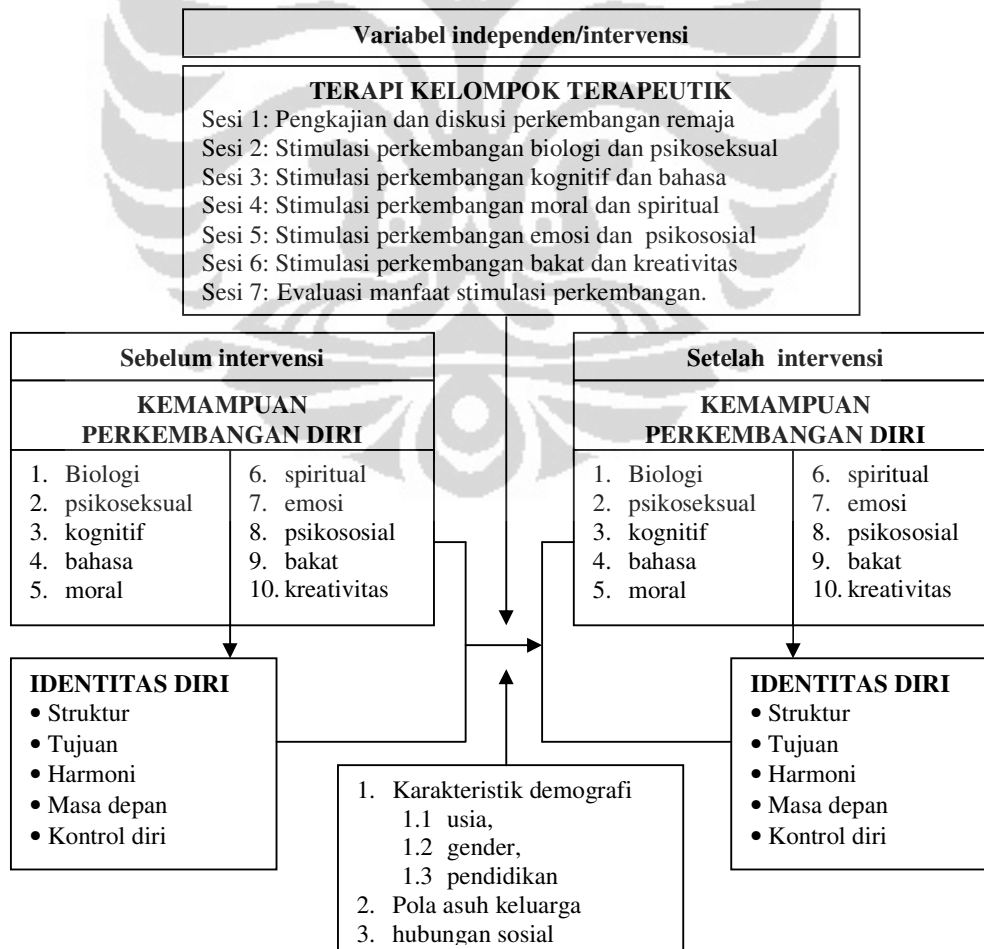 Variabel independen/intervensi
TERAPI KELOMPOK TERAPEUTIK
Sesi 1: Pengkajian dan diskusi perkembangan remaja
Sesi 2: Stimulasi perkembangan biologi dan psikoseksual
Sesi 3: Stimulasi perkembangan kognitif dan bahasa
Sesi 4: Stimulasi perkembangan moral dan spiritual
Sesi 5: Stimulasi perkembangan emosi dan psikososial
Sesi 6: Stimulasi perkembangan bakat dan kreativitas
Sesi 7: Evaluasi manfaat stimulasi perkembangan.
Sebelum intervensi
KEMAMPUAN
PERKEMBANGAN DIRI
1. Biologi
2. psikoseksual
3. kognitif
4. bahasa
5. moral
6. spiritual
7. emosi
8. psikososial
9. bakat
10. kreativitas
IDENTITAS DIRI
• Struktur
• Tujuan
• Harmoni
• Masa depan
• Kontrol diri
Setelah intervensi
KEMAMPUAN
PERKEMBANGAN DIRI
1. Biologi
2. psikoseksual
3. kognitif
4. bahasa
5. moral
6. spiritual
7. emosi
8. psikososial
9. bakat
10. kreativitas
IDENTITAS DIRI
• Struktur
• Tujuan
• Harmoni
• Masa depan
• Kontrol diri
1. Karakteristik demografi
1.1 usia,
1.2 gender,
1.3 pendidikan
2. Pola asuh keluarga
3. hubungan sosial